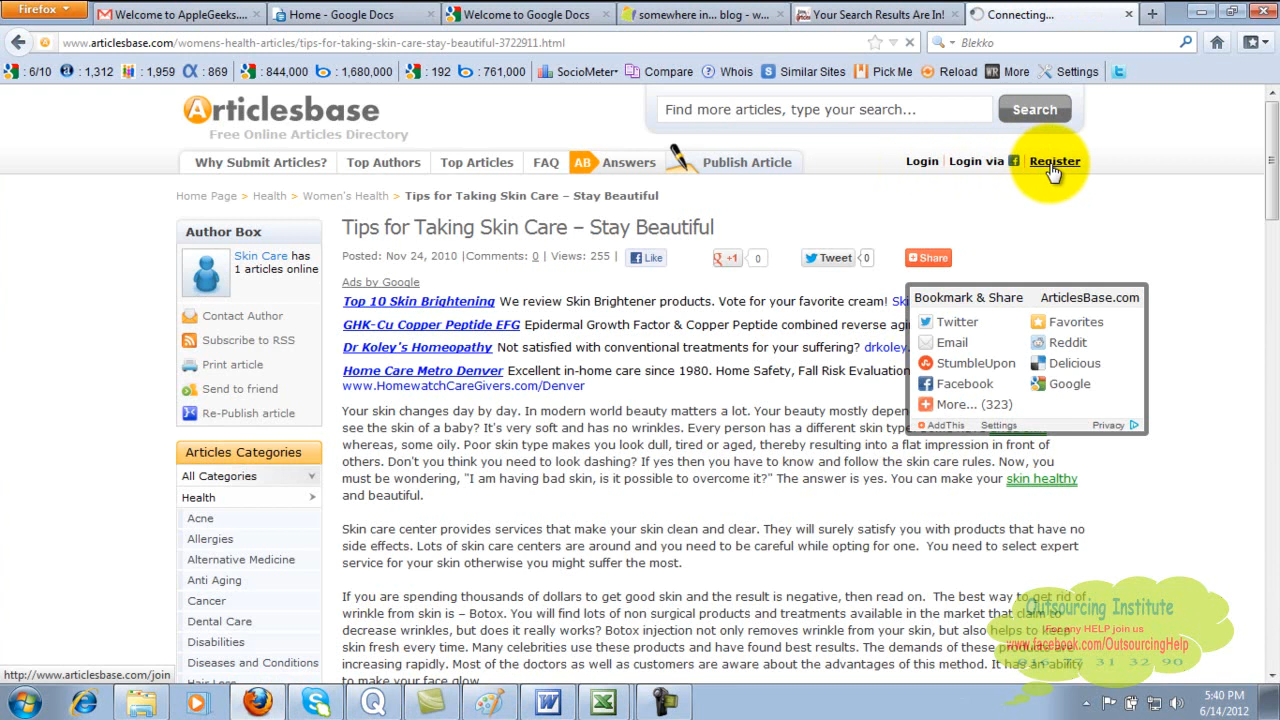 Firefox
Welcome to AppleGeeks....
Home - Google Docs
Welcome to Google Docs
somewhere in... blog - w...
Your Search Results Are In!
Connecting...
www.articlesbase.com/womens-health-articles/tips-for-taking-skin-care-stay-beautiful-3722911.html
Blekko
: 6/10 : 1,312 : 1,959 : 869 : 844,000 : 1,680,000 : 192 : 761,000 SocioMeter Compare Whois Similar Sites Pick Me Reload More Settings
Articlesbase
Free Online Articles Directory
Find more articles, type your search...
Search
Why Submit Articles?
Top Authors
Top Articles
FAQ
AB Answers
Publish Article
Login
Login via
Register
Home Page > Health > Women's Health > Tips for Taking Skin Care – Stay Beautiful
Author Box
Skin Care has
1 articles online
Contact Author
Subscribe to RSS
Print article
Send to friend
Re-Publish article
Articles Categories
All Categories
Health
Acne
Allergies
Alternative Medicine
Anti Aging
Cancer
Dental Care
Disabilities
Diseases and Conditions
Tips for Taking Skin Care – Stay Beautiful
Posted: Nov 24, 2010 |Comments: 0 | Views: 255 |
Like
+1
0
Tweet
0
Share
Ads by Google
Top 10 Skin Brightening We review Skin Brightener products. Vote for your favorite cream!
GHK-Cu Copper Peptide EFG Epidermal Growth Factor & Copper Peptide combined reverse
Dr Koley's Homeopathy Not satisfied with conventional treatments for your suffering? drkoley.
Home Care Metro Denver Excellent in-home care since 1980. Home Safety, Fall Risk Evaluation
www.HomewatchCareGivers.com/Denver
Bookmark & Share
ArticlesBase.com
Twitter
Favorites
Email
Reddit
StumbleUpon
Delicious
Facebook
Google
More... (323)
AddThis
Settings
Privacy
Your skin changes day by day. In modern world beauty matters a lot. Your beauty mostly
see the skin of a baby? It's very soft and has no wrinkles. Every person has a different skin
whereas, some oily. Poor skin type makes you look dull, tired or aged, thereby resulting into a flat impression in front of
others. Don't you think you need to look dashing? If yes then you have to know and follow the skin care rules. Now, you
must be wondering, "I am having bad skin, is it possible to overcome it?" The answer is yes. You can make your skin healthy
and beautiful.
Skin care center provides services that make your skin clean and clear. They will surely satisfy you with products that have no
side effects. Lots of skin care centers are around and you need to be careful while opting for one. You need to select expert
service for your skin otherwise you might suffer the most.
If you are spending thousands of dollars to get good skin and the result is negative, then read on. The best way to get rid of
wrinkle from skin is – Botox. You will find lots of non surgical products and treatments available in the market that claim to
decrease wrinkles, but does it really works? Botox injection not only removes wrinkle from your skin, but also helps to keep
skin fresh every time. Many celebrities use these products and have found best results. The demands of these
increasing rapidly. Most of the doctors as well as customers are aware about the advantages of this method. It
to make your face glow
Outsourcing Institute
For any HELP join us
www.facebook.com/OutsourcingHelp
http://www.articlesbase.com/join
5:40 PM
6/14/2012